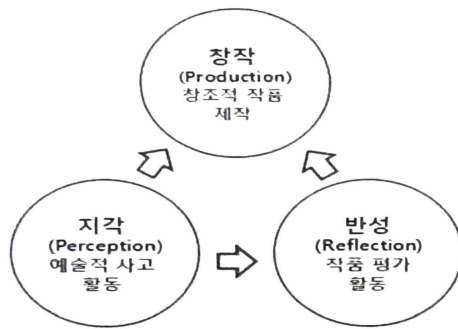 창작
(Production)
창조적 작품
제작
지각
(Perception)
예술적 사고
활동
반성
(Reflection)
작품 평가
활동